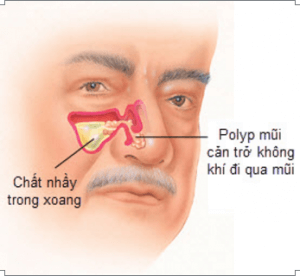 Polyp mũi
cản trở không
khí đi qua mũi
Chất nhầy
trong xoang